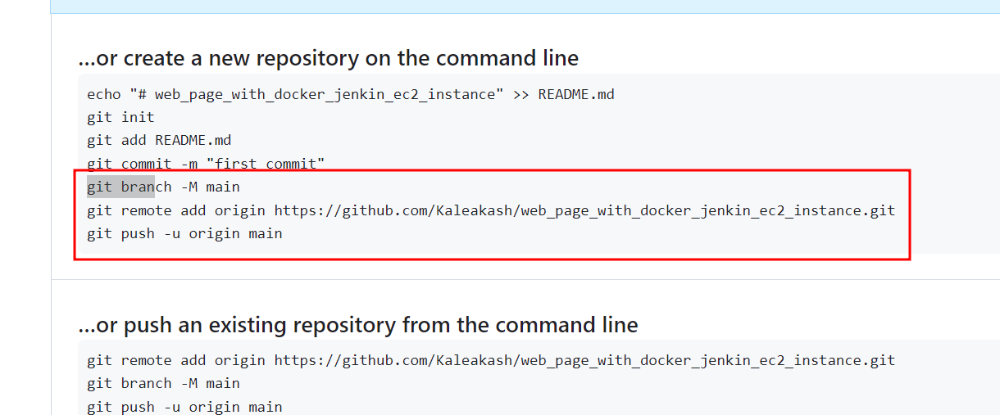 ...or create a new repository on the command line
echo "# web_page_with_docker_jenkin_ec2_instance" >> README.md
git init
git add README.md
git commit -m "first commit"
git branch -M main
git remote add origin https://github.com/Kaleakash/web_page_with_docker_jenkin_ec2_instance.git
git push -u origin main
...or push an existing repository from the command line
git remote add origin https://github.com/Kaleakash/web_page_with_docker_jenkin_ec2_instance.git
git branch -M main
git push -u origin main